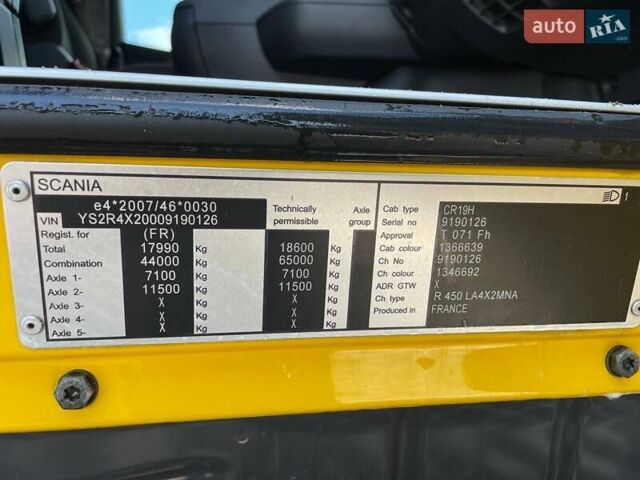 auto RIA.com
SCANIA
e4*2007/46*0030
VIN YS2R4X20009190126
Technically permissible
Axle group
Regist. for (FR)
Total 17990 Kg 18600 Kg
Combination 44000 Kg 65000 Kg
Axle 1- 7100 Kg 7100 Kg
Axle 2- 11500 Kg 11500 Kg
Axle 3- X Kg X Kg
Axle 4- X Kg X Kg
Axle 5- X Kg X Kg
1
Cab type CR19H
Serial no 9190126
Approval T 071 Fh
Cab colour 1366639
Ch No 9190126
Ch colour 1346692
ADR GTW X
Ch type R 450 LA4X2MNA
Produced in FRANCE